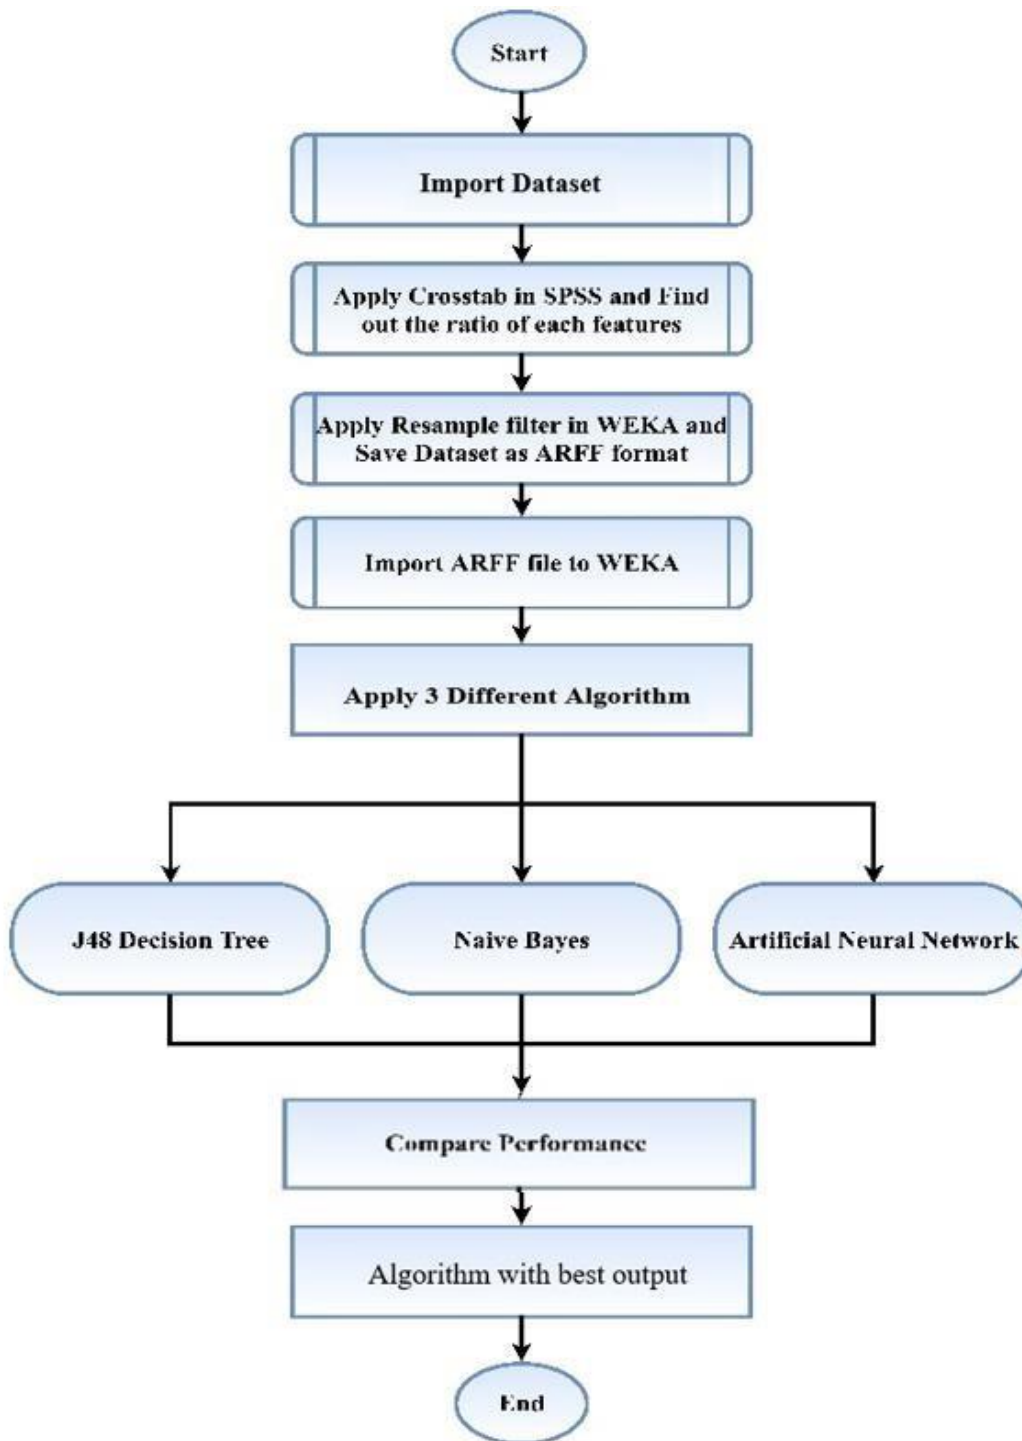 Start
Import Dataset
Apply Crosstab in SPSS and Find
out the ratio of each features
Apply Resample filter in WEKA and
Save Dataset as ARFF format
Import ARFF file to WEKA
Apply 3 Different Algorithm
J48 Decision Tree
Naive Bayes
Artificial Neural Network
Compare Performance
Algorithm with best output
End